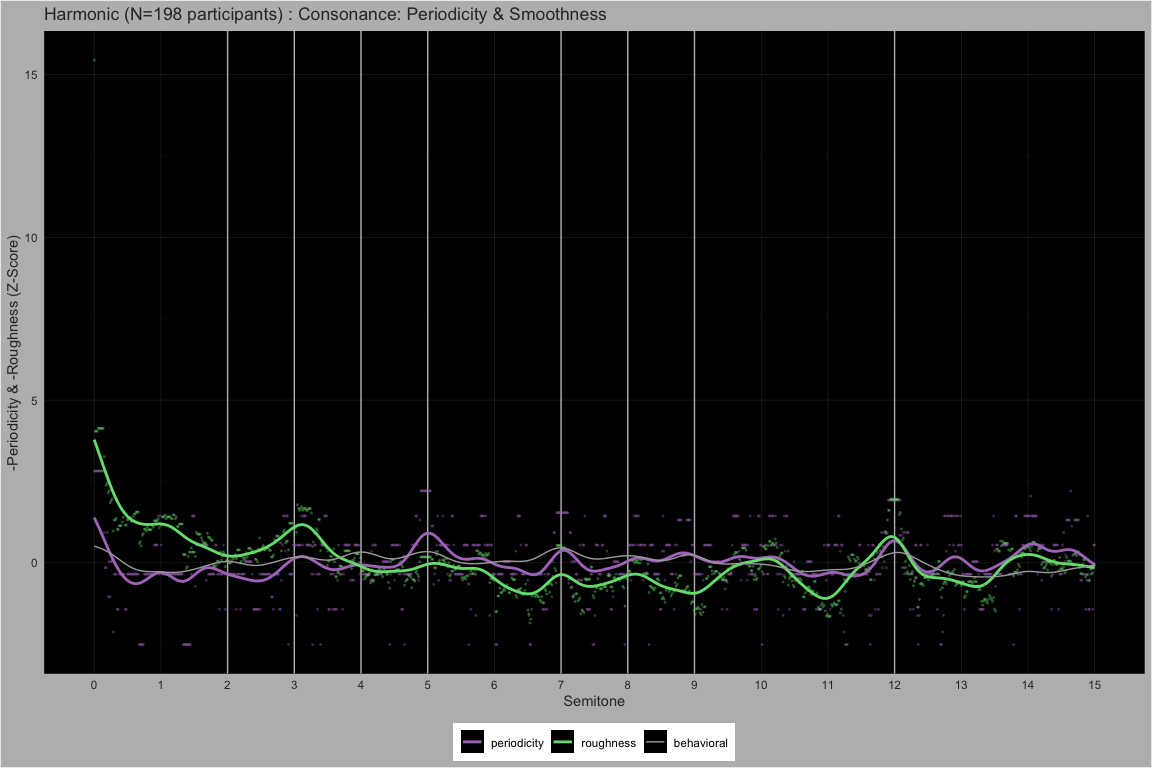 Harmonic (N=198 participants) : Consonance: Periodicity & Smoothness
15
10
5
0
-Periodicity & -Roughness (Z-Score)
0 1 2 3 4 5 6 7 8 9 10 11 12 13 14 15
Semitone
periodicity roughness behavioral